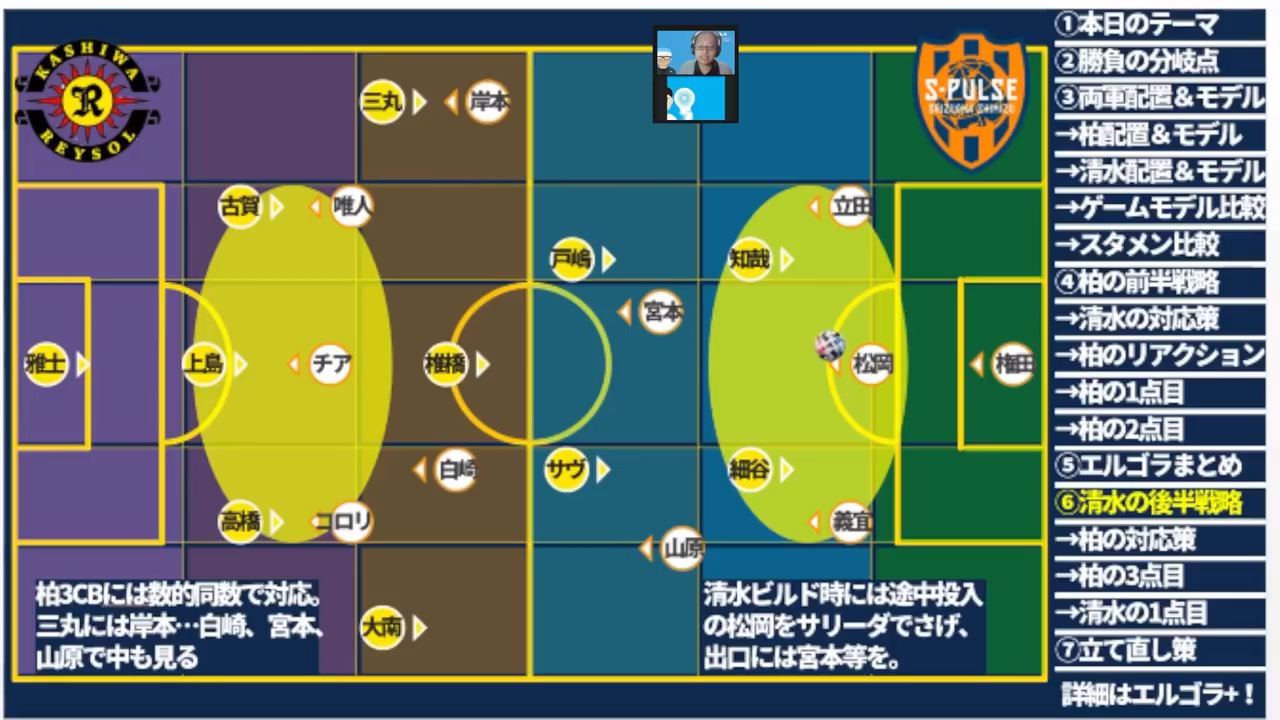 KASHIWA
R
REYSOL
S-PULSE
SHIZUOKA SHIMIZU
三丸
岸本
古賀
唯人
立田
戸嶋
知哉
宮本
雅士
上島
チア
椎橋
松岡
権田
白崎
サヴ
細谷
高橋
コロリ
義宜
山原
大南
柏3CBには数的同数で対応。
三丸には岸本…白崎、宮本、
山原で中も見る
清水ビルド時には途中投入
の松岡をサリーダでさげ、
出口には宮本等を。
①本日のテーマ
②勝負の分岐点
③両軍配置＆モデル
→柏配置＆モデル
→清水配置＆モデル
→ゲームモデル比較
→スタメン比較
④柏の前半戦略
→清水の対応策
→柏のリアクション
→柏の1点目
→柏の2点目
⑤エルゴラまとめ
⑥清水の後半戦略
→柏の対応策
→柏の3点目
→清水の1点目
⑦立て直し策
詳細はエルゴラ+！